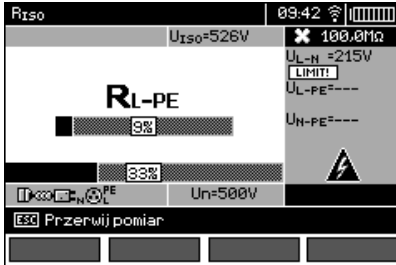 RISO 09:42
UISO=526V ✖ 100.0MΩ
UL-N =215V
LIMIT!
UL-PE=---
RL-PE
UN-PE=---
9%
33%
N PE L Un=500V
ESC Przerwij pomiar